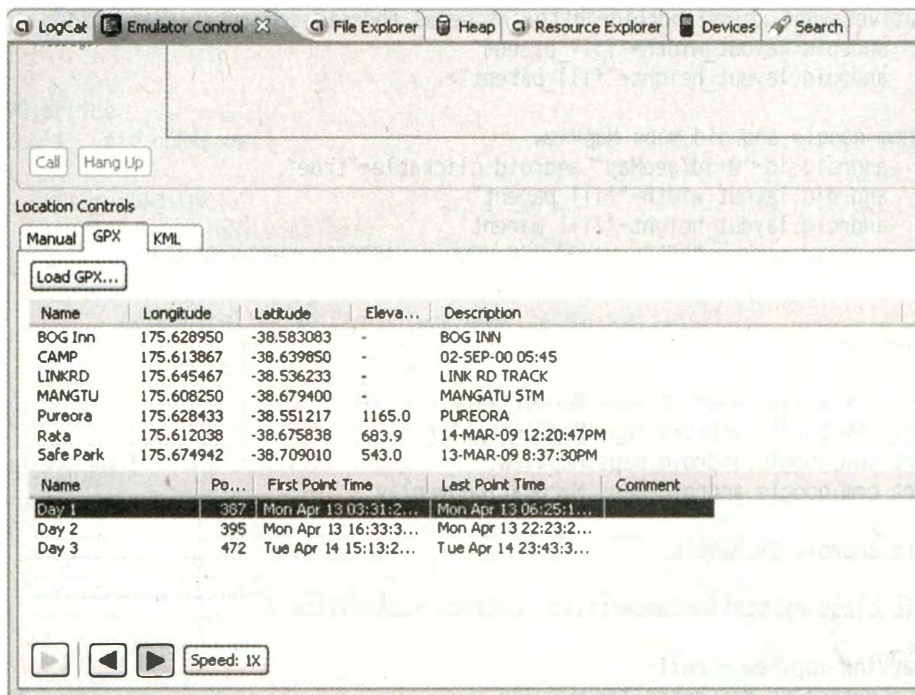 LogCat Emulator Control File Explorer Heap Resource Explorer Devices Search
Call Hang Up
Location Controls
Manual GPX KML
Load GPX...
Name Longitude Latitude Eleva... Description
BOG Inn 175.628950 -38.583083 - BOG INN
CAMP 175.613867 -38.639850 - 02-SEP-00 05:45
LINKRD 175.645467 -38.536233 - LINK RD TRACK
MANGTU 175.608250 -38.679400 - MANGATU STM
Pureora 175.628433 -38.551217 1165.0 PUREORA
Rata 175.612038 -38.675838 683.9 14-MAR-09 12:20:47PM
Safe Park 175.674942 -38.709010 543.0 13-MAR-09 8:37:30PM
Name Po... First Point Time Last Point Time Comment
Day 1 387 Mon Apr 13 03:31:2... Mon Apr 13 06:25:1...
Day 2 395 Mon Apr 13 16:33:3... Mon Apr 13 22:23:2...
Day 3 472 Tue Apr 14 15:13:2... Tue Apr 14 23:43:3...
Speed: 1X